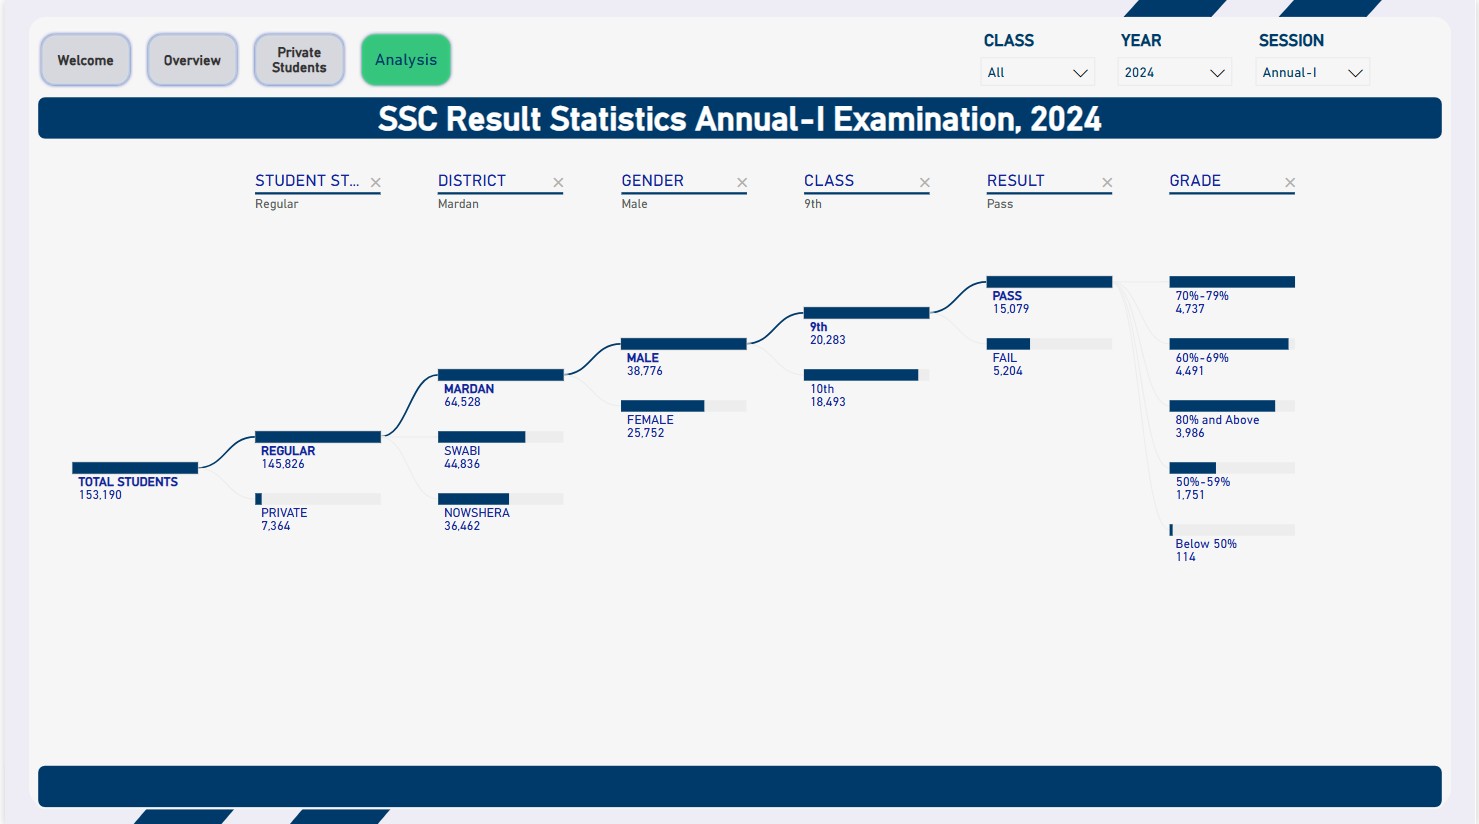 Welcome
Overview
Private
Students
Analysis
CLASS
All
YEAR
2024
SESSION
Annual-I
SSC Result Statistics Annual-I Examination, 2024
STUDENT ST...
Regular
DISTRICT
Mardan
GENDER
Male
CLASS
9th
RESULT
Pass
GRADE
TOTAL STUDENTS
153,190
REGULAR
145,826
PRIVATE
7,364
MARDAN
64,528
SWABI
44,836
NOWSHERA
36,462
MALE
38,776
FEMALE
25,752
9th
20,283
10th
18,493
PASS
15,079
FAIL
5,204
70%-79%
4,737
60%-69%
4,491
80% and Above
3,986
50%-59%
1,751
Below 50%
114